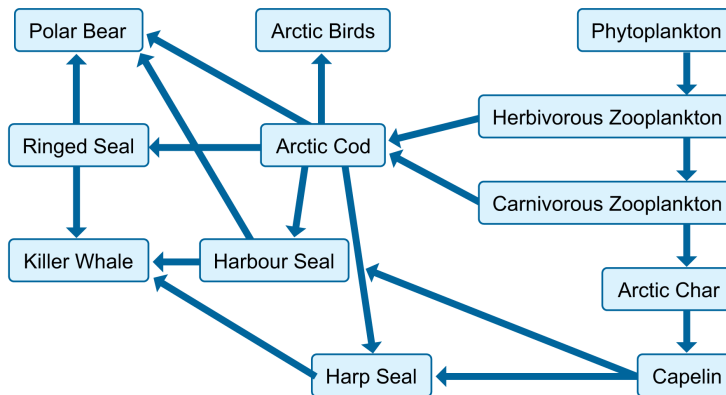 Polar Bear
Arctic Birds
Phytoplankton
Herbivorous Zooplankton
Ringed Seal
Arctic Cod
Carnivorous Zooplankton
Killer Whale
Harbour Seal
Arctic Char
Harp Seal
Capelin